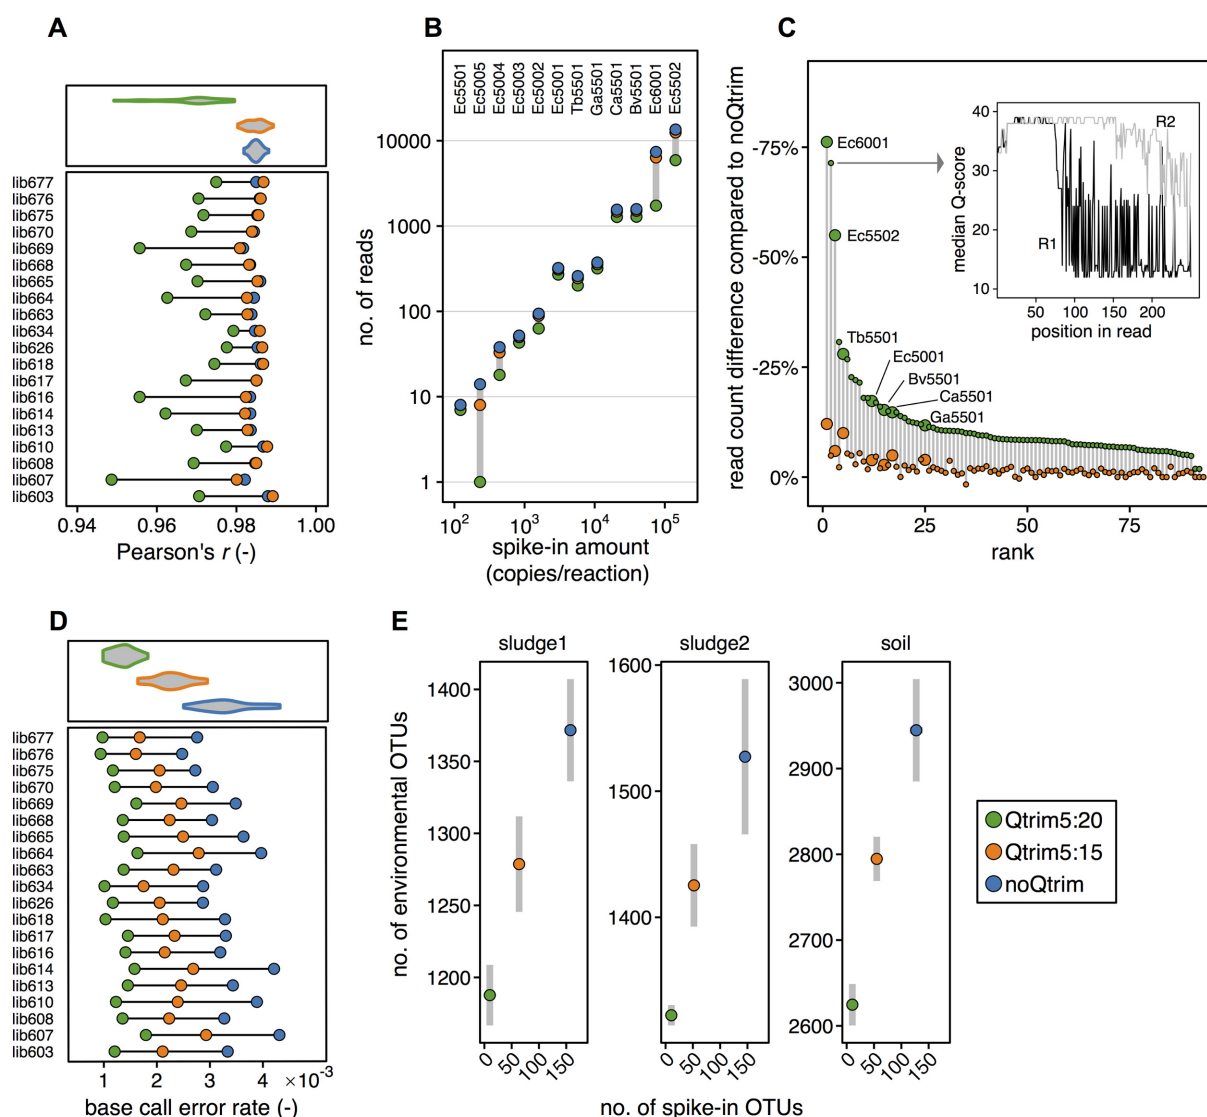 A
lib677
lib676
lib675
lib670
lib669
lib668
lib665
lib664
lib663
lib634
lib626
lib618
lib617
lib616
lib614
lib613
lib610
lib608
lib607
lib603
0.94 0.96 0.98 1.00
Pearson's r (-)
B
Ec5501
Ec5005
Ec5004
Ec5003
Ec5002
Ec5001
Tb5501
Ga5501
Ca5501
Bv5501
Ec6001
Ec5502
no. of reads
10000
1000
100
10
1
10² 10³ 10⁴ 10⁵
spike-in amount
(copies/reaction)
C
read count difference compared to noQtrim
-75%
-50%
-25%
0%
Ec6001
Ec5502
Tb5501
Ec5001
Bv5501
Ca5501
Ga5501
median Q-score
40
30
20
10
R2
R1
50 100 150 200
position in read
0 25 50 75
rank
D
lib677
lib676
lib675
lib670
lib669
lib668
lib665
lib664
lib663
lib634
lib626
lib618
lib617
lib616
lib614
lib613
lib610
lib608
lib607
lib603
1 2 3 4 ×10⁻³
base call error rate (-)
E
no. of environmental OTUs
sludge1
1400
1350
1300
1250
1200
0 50 100 150
sludge2
1600
1500
1400
0 50 100 150
soil
3000
2900
2800
2700
2600
0 50 100 150
no. of spike-in OTUs
Qtrim5:20
Qtrim5:15
noQtrim